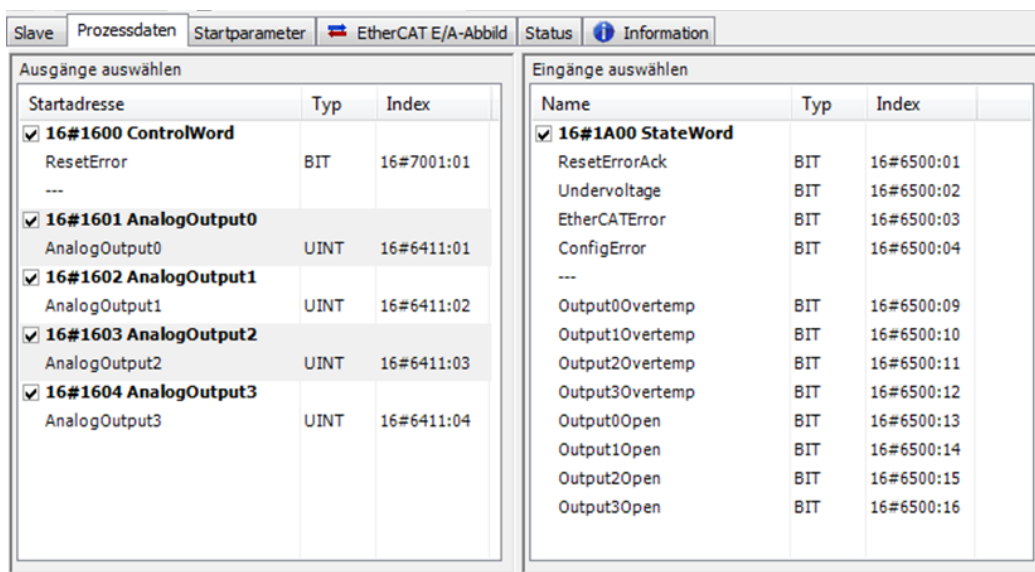 Slave Prozessdaten Startparameter EtherCAT E/A-Abbild Status Information
Ausgänge auswählen
Startadresse Typ Index
16#1600 ControlWord
ResetError BIT 16#7001:01
---
16#1601 AnalogOutput0
AnalogOutput0 UINT 16#6411:01
16#1602 AnalogOutput1
AnalogOutput1 UINT 16#6411:02
16#1603 AnalogOutput2
AnalogOutput2 UINT 16#6411:03
16#1604 AnalogOutput3
AnalogOutput3 UINT 16#6411:04
Eingänge auswählen
Name Typ Index
16#1A00 StateWord
ResetErrorAck BIT 16#6500:01
Undervoltage BIT 16#6500:02
EtherCATError BIT 16#6500:03
ConfigError BIT 16#6500:04
---
Output0Overtemp BIT 16#6500:09
Output1Overtemp BIT 16#6500:10
Output2Overtemp BIT 16#6500:11
Output3Overtemp BIT 16#6500:12
Output0Open BIT 16#6500:13
Output1Open BIT 16#6500:14
Output2Open BIT 16#6500:15
Output3Open BIT 16#6500:16